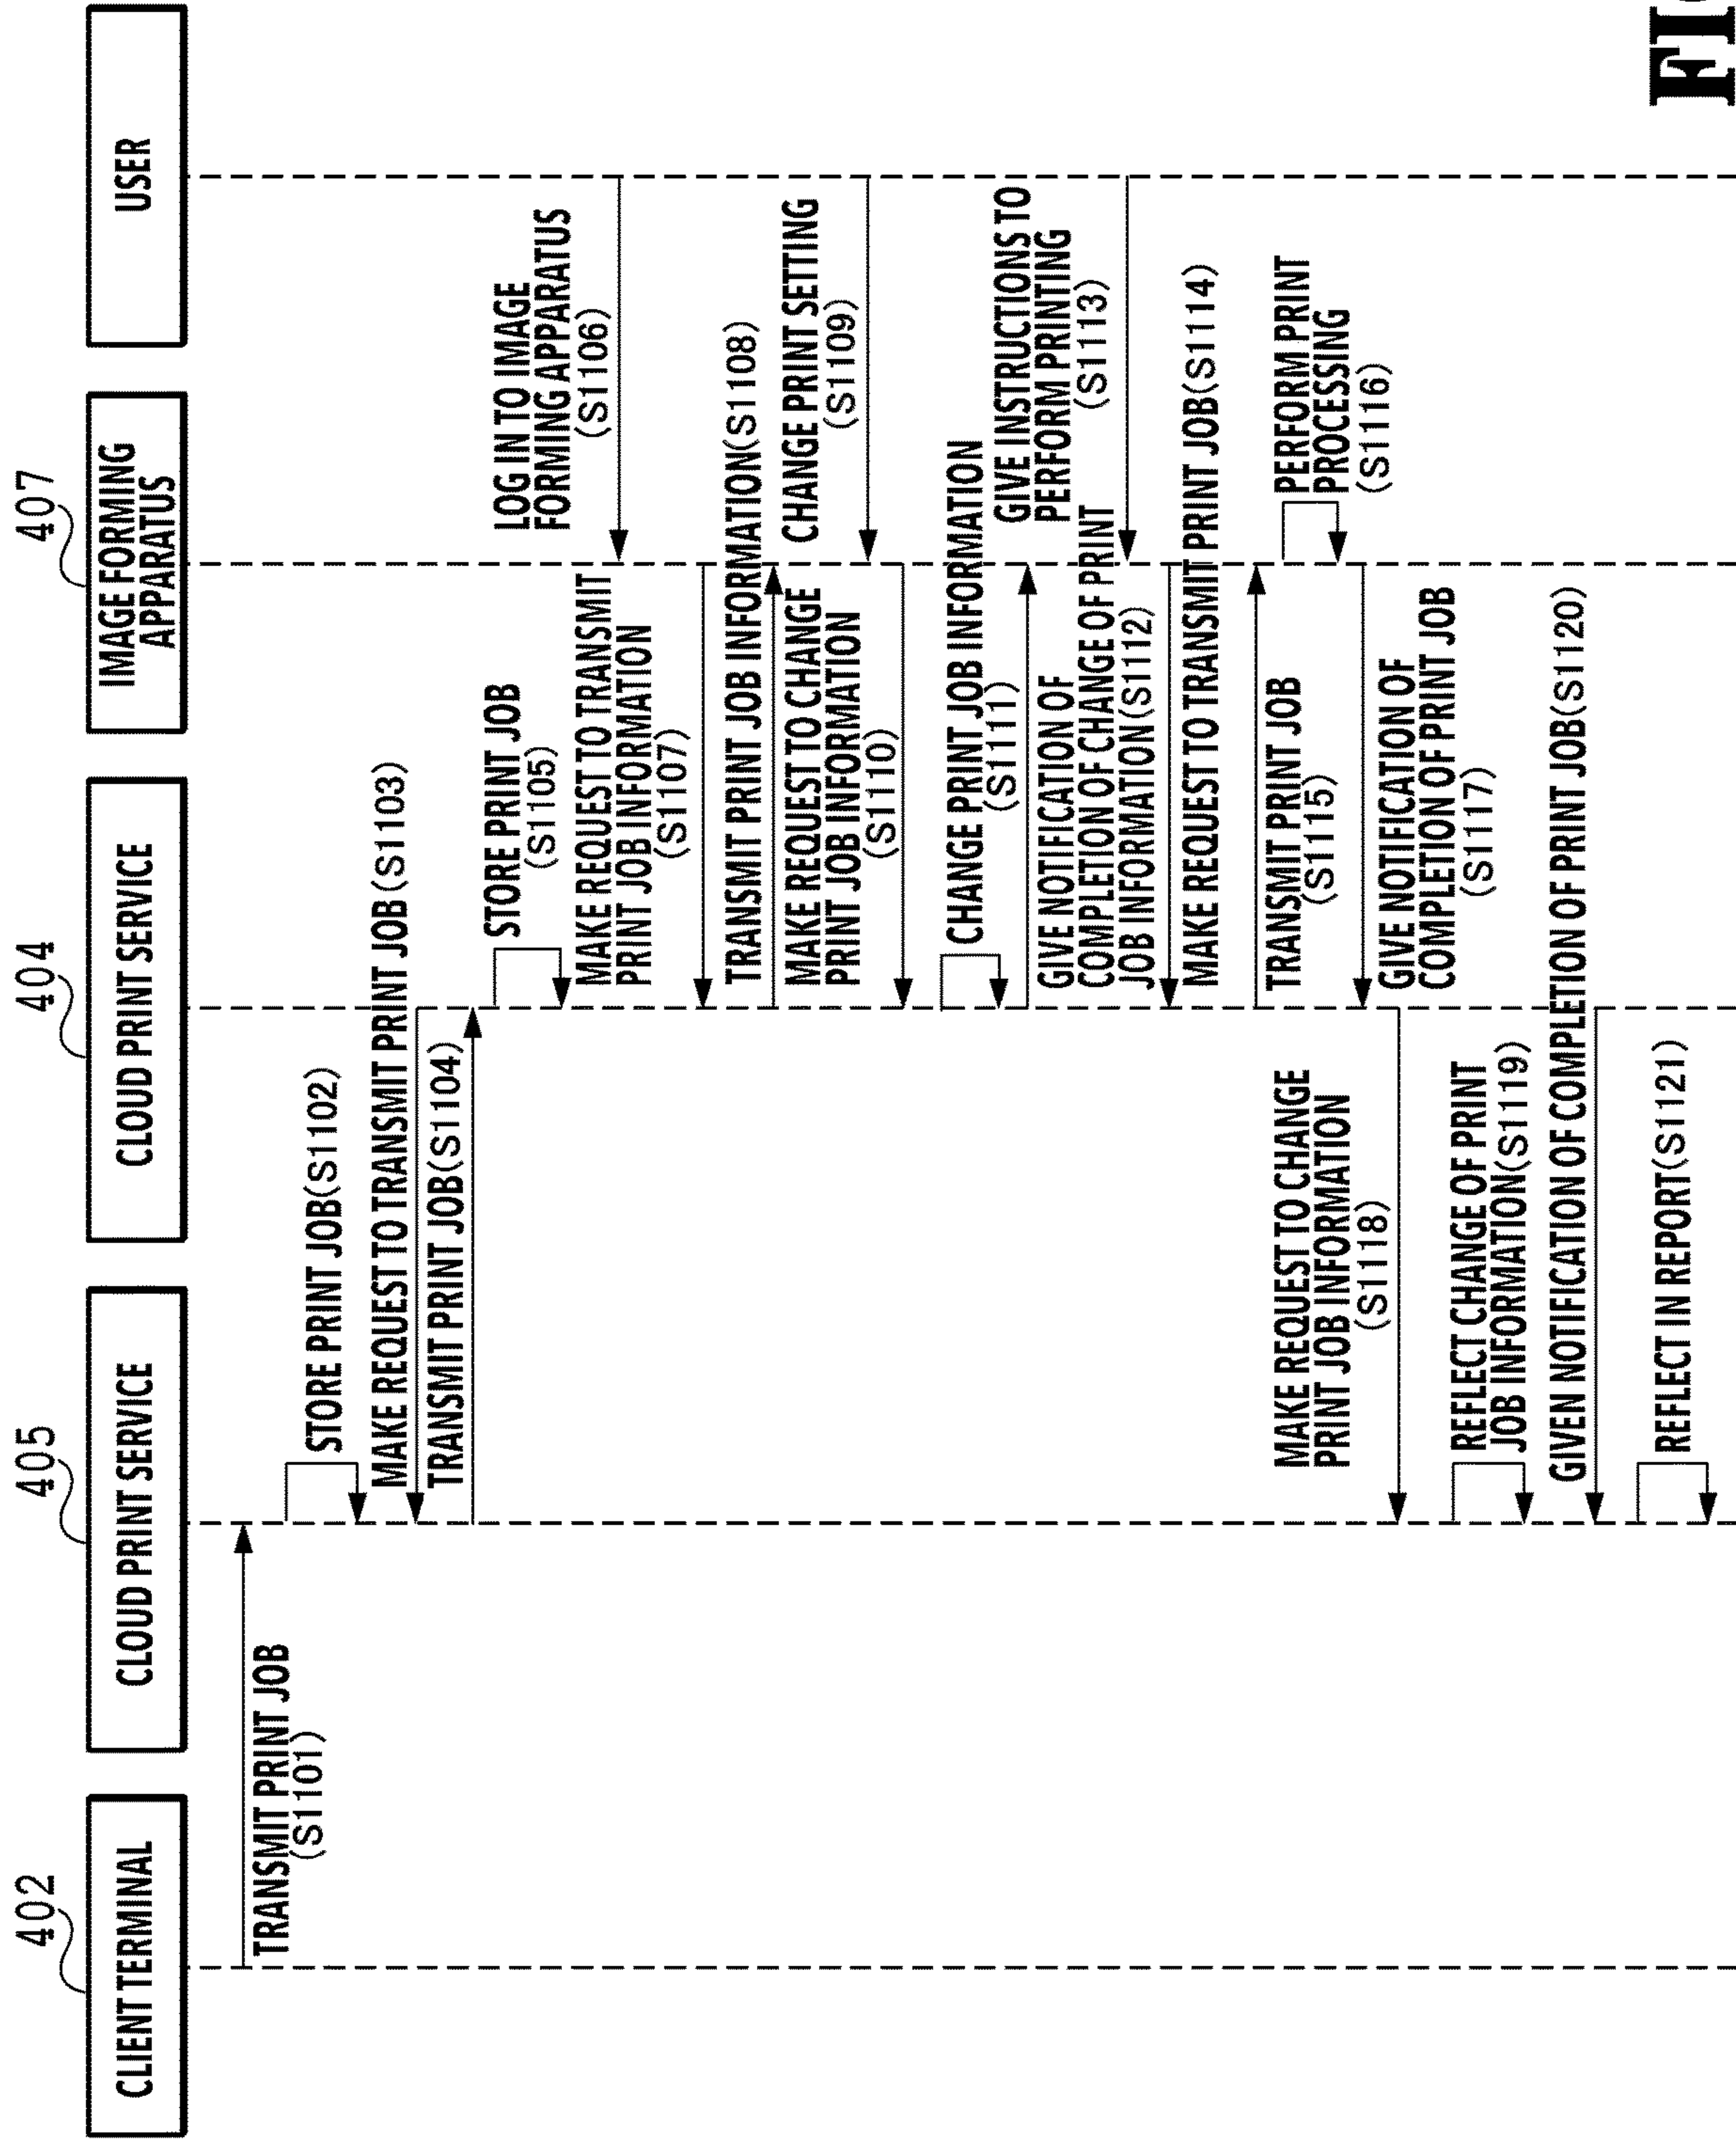 402
CLIENT TERMINAL
405
CLOUD PRINT SERVICE
404
CLOUD PRINT SERVICE
407
IMAGE FORMING
APPARATUS
USER
TRANSMIT PRINT JOB
(S1101)
STORE PRINT JOB(S1102)
MAKE REQUEST TO TRANSMIT PRINT JOB(S1103)
TRANSMIT PRINT JOB(S1104)
STORE PRINT JOB
(S1105)
LOG IN TO IMAGE
FORMING APPARATUS
(S1106)
MAKE REQUEST TO TRANSMIT
PRINT JOB INFORMATION
(S1107)
TRANSMIT PRINT JOB INFORMATION(S1108)
CHANGE PRINT SETTING
(S1109)
MAKE REQUEST TO CHANGE
PRINT JOB INFORMATION
(S1110)
CHANGE PRINT JOB INFORMATION
(S1111)
GIVE NOTIFICATION OF
COMPLETION OF CHANGE OF PRINT
JOB INFORMATION(S1112)
GIVE INSTRUCTIONS TO
PERFORM PRINTING
(S1113)
MAKE REQUEST TO TRANSMIT PRINT JOB(S1114)
TRANSMIT PRINT JOB
(S1115)
PERFORM PRINT
PROCESSING
(S1116)
GIVE NOTIFICATION OF
COMPLETION OF PRINT JOB
(S1117)
MAKE REQUEST TO CHANGE
PRINT JOB INFORMATION
(S1118)
REFLECT CHANGE OF PRINT
JOB INFORMATION(S1119)
GIVEN NOTIFICATION OF COMPLETION OF PRINT JOB(S1120)
REFLECT IN REPORT(S1121)